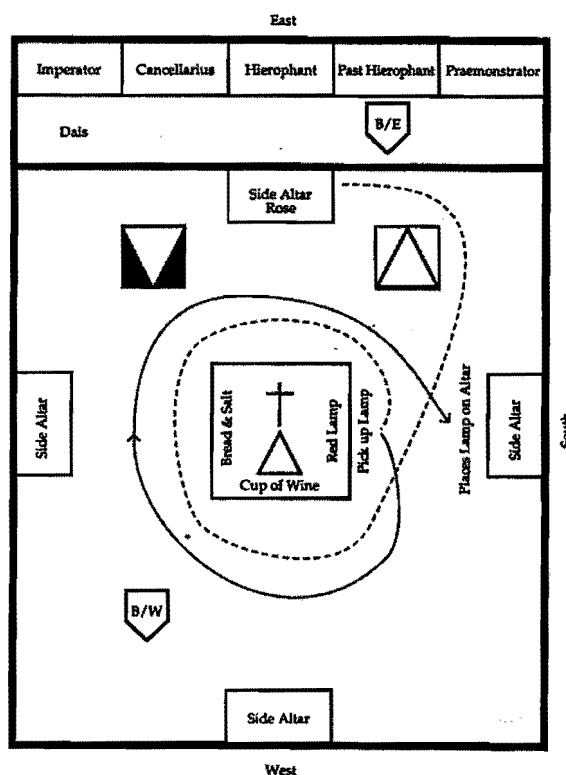 East
Imperator
Cancellarius
Hierophant
Past Hierophant
Praemonstrator
Dais
B/E
Side Altar
Rose
Side Altar
Bread & Salt
Red Lamp
Pick up Lamp
Cup of Wine
Places Lamp on Altar
Side Altar
South
B/W
Side Altar
West